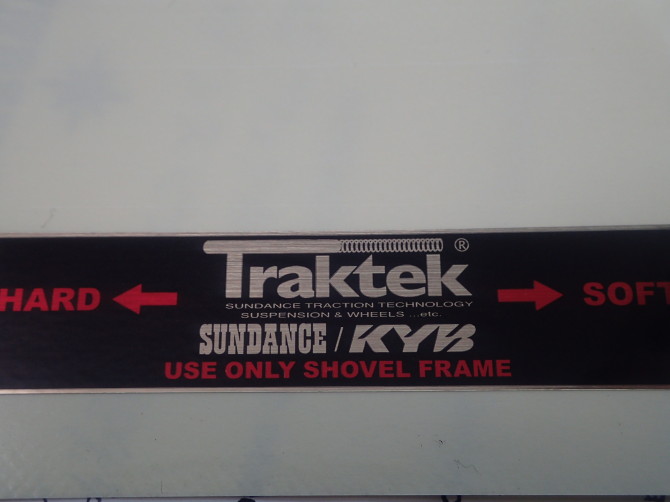 Traktek ®
SUNDANCE TRACTION TECHNOLOGY
HARD
SOFT
SUSPENSION & WHEELS ...etc.
SUNDANCE / KYB
USE ONLY SHOVEL FRAME